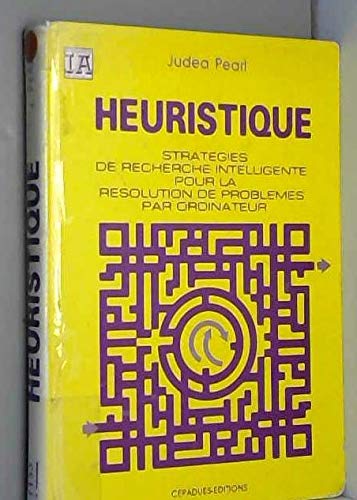 IA
Judea Pearl
HEURISTIQUE
STRATEGIES
DE RECHERCHE INTELLIGENTE
POUR LA
RESOLUTION DE PROBLEMES
PAR ORDINATEUR
CEPADUES-EDITIONS
HEURISTIQUE